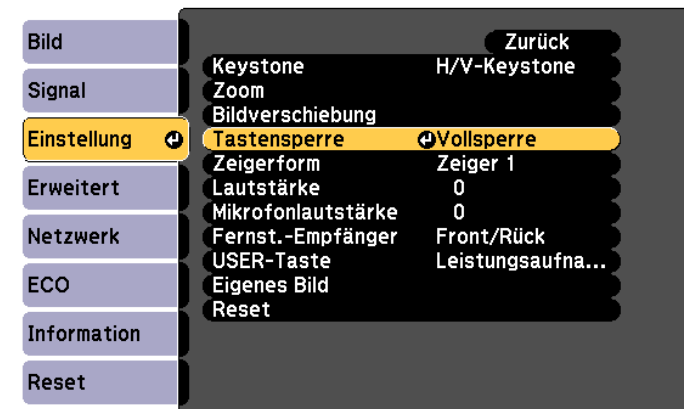 Bild
Signal
Einstellung
Erweitert
Netzwerk
ECO
Information
Reset
Zurück
Keystone H/V-Keystone
Zoom
Bildverschiebung
Tastensperre Vollsperre
Zeigerform Zeiger 1
Lautstärke 0
Mikrofonlautstärke 0
Fernst.-Empfänger Front/Rück
USER-Taste Leistungsaufna...
Eigenes Bild
Reset